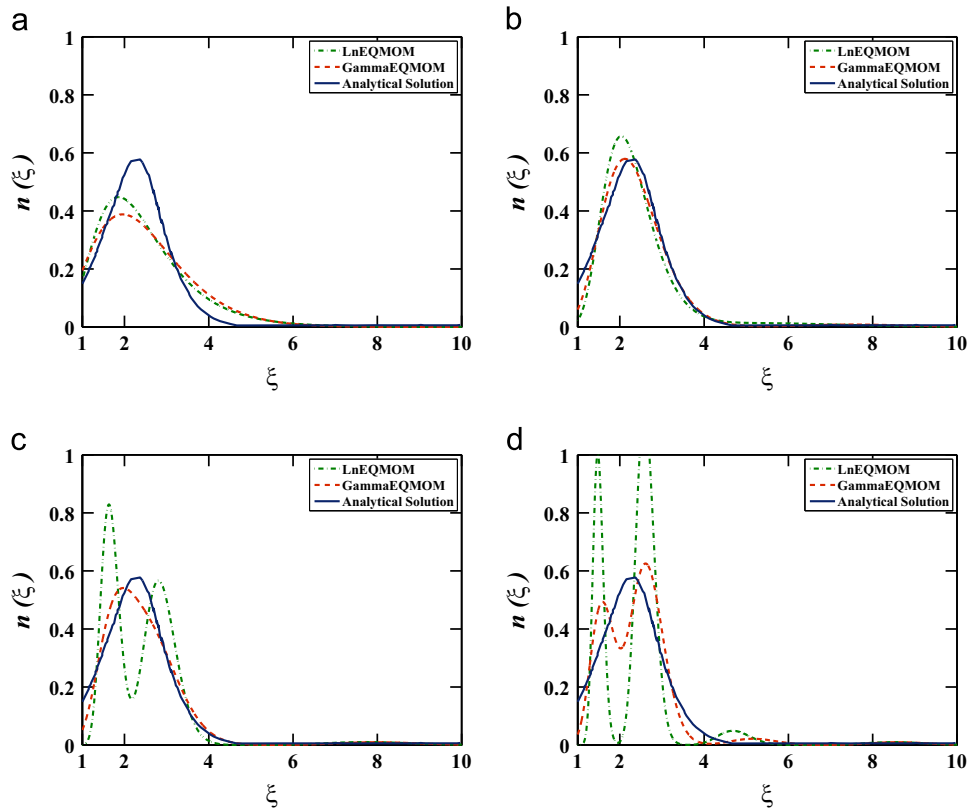 a
n (ξ)
1
0.8
0.6
0.4
0.2
0
LnEQMOM
GammaEQMOM
Analytical Solution
1 2 4 6 8 10
ξ
b
n (ξ)
1
0.8
0.6
0.4
0.2
0
LnEQMOM
GammaEQMOM
Analytical Solution
1 2 4 6 8 10
ξ
c
n (ξ)
1
0.8
0.6
0.4
0.2
0
LnEQMOM
GammaEQMOM
Analytical Solution
1 2 4 6 8 10
ξ
d
n (ξ)
1
0.8
0.6
0.4
0.2
0
LnEQMOM
GammaEQMOM
Analytical Solution
1 2 4 6 8 10
ξ